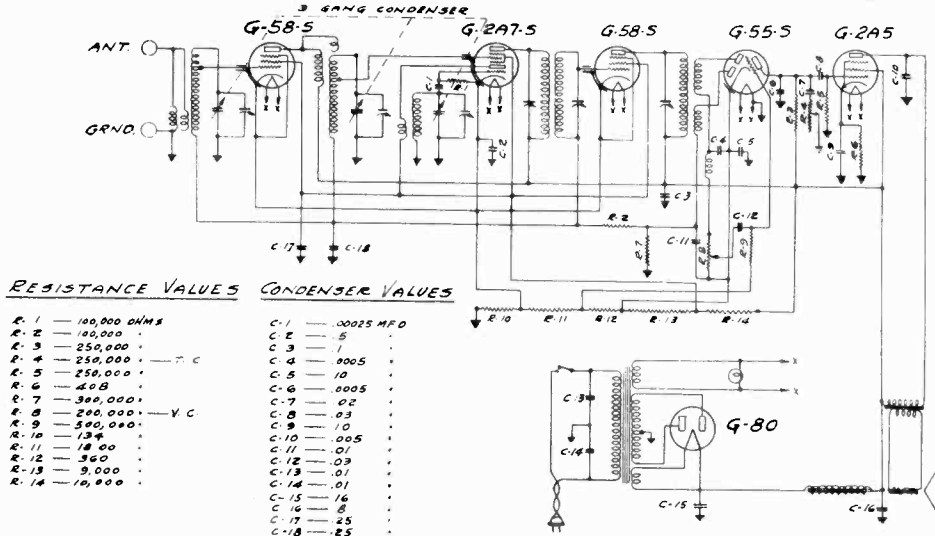 3 GANG CONDENSER
G-58-S
G-2A7-S
G-58-S
G-55-S
G-2A5
ANT.
GRND.
C-1
R-1
C-2
C-3
C-4
C-5
C-6
R-3
C-7
R-4
R-5
C-8
C-9
R-6
C-10
R-2
R-7
C-11
R-8
C-12
R-9
C-17
C-18
R-10
R-11
R-12
R-13
R-14
RESISTANCE VALUES
R-1 — 100,000 OHMS
R-2 — 100,000 "
R-3 — 250,000 "
R-4 — 250,000 " — T.C
R-5 — 250,000 "
R-6 — 408 "
R-7 — 300,000 "
R-8 — 200,000 " — V.C.
R-9 — 500,000 "
R-10 — 134 "
R-11 — 1800 "
R-12 — 360 "
R-13 — 9,000 "
R-14 — 10,000 "
CONDENSER VALUES
C-1 — .00025 MFD
C-2 — .5 "
C-3 — .1 "
C-4 — .0005 "
C-5 — 10 "
C-6 — .0005 "
C-7 — .02 "
C-8 — .03 "
C-9 — 10 "
C-10 — .005 "
C-11 — .01 "
C-12 — .03 "
C-13 — .01 "
C-14 — .01 "
C-15 — 16 "
C-16 — 8 "
C-17 — .25 "
C-18 — .25 "
C-13
C-14
G-80
C-15
C-16
X
X